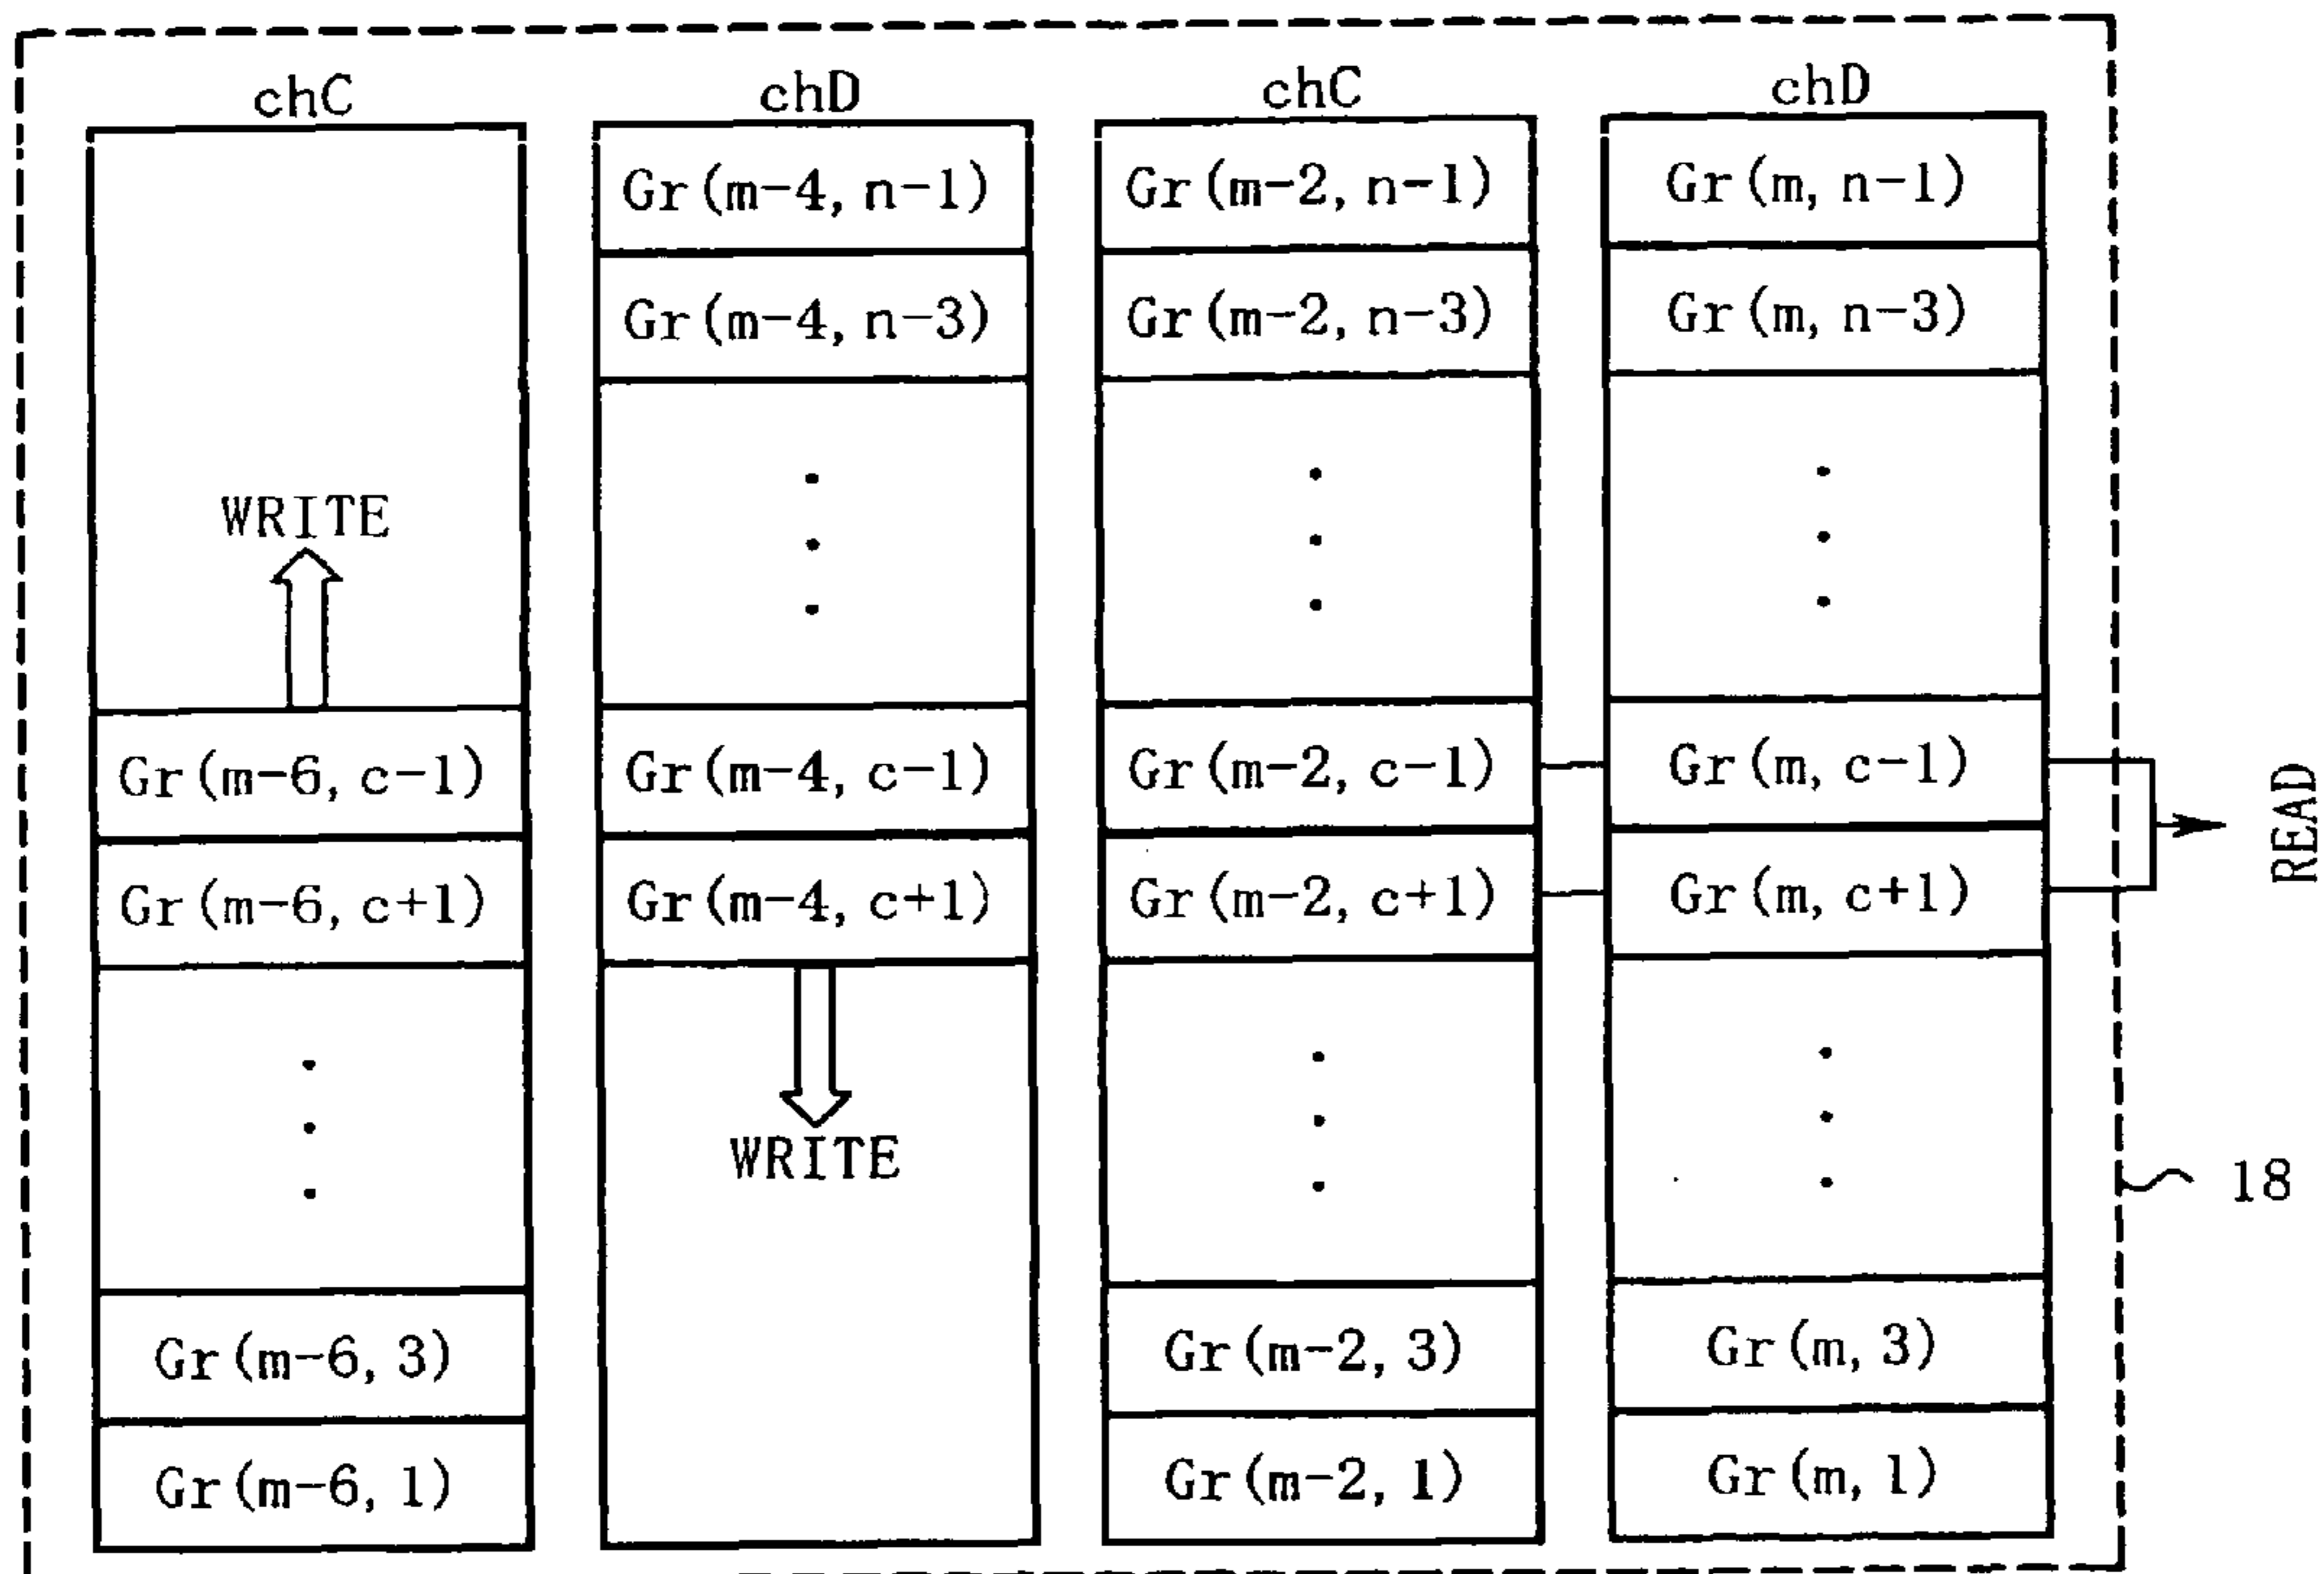 chC chD chC chD
Gr(m-4, n-1) Gr(m-2, n-1) Gr(m, n-1)
Gr(m-4, n-3) Gr(m-2, n-3) Gr(m, n-3)
WRITE
Gr(m-6, c-1) Gr(m-4, c-1) Gr(m-2, c-1) Gr(m, c-1)
READ
Gr(m-6, c+1) Gr(m-4, c+1) Gr(m-2, c+1) Gr(m, c+1)
WRITE
18
Gr(m-6, 3) Gr(m-2, 3) Gr(m, 3)
Gr(m-6, 1) Gr(m-2, 1) Gr(m, 1)